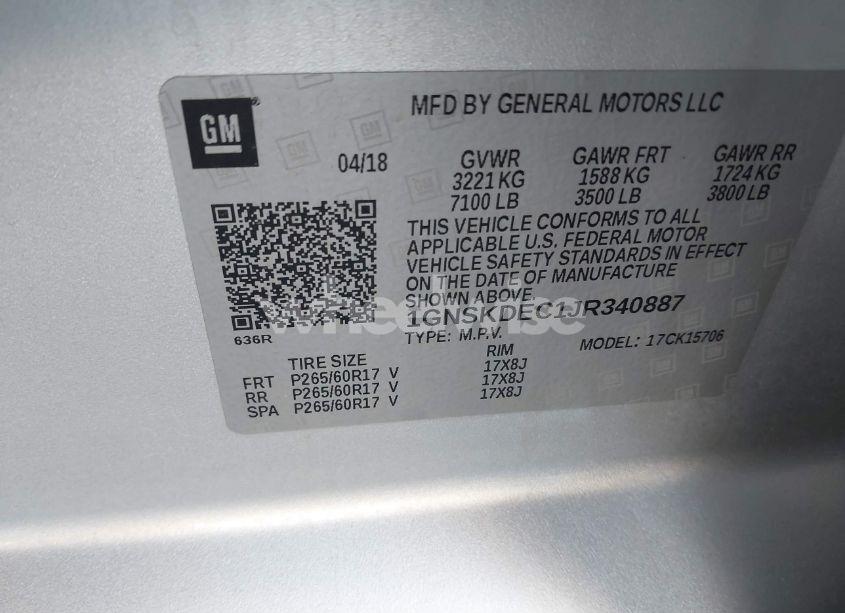 GM
MFD BY GENERAL MOTORS LLC
04/18
GVWR GAWR FRT GAWR RR
3221 KG 1588 KG 1724 KG
7100 LB 3500 LB 3800 LB
THIS VEHICLE CONFORMS TO ALL
APPLICABLE U.S. FEDERAL MOTOR
VEHICLE SAFETY STANDARDS IN EFFECT
ON THE DATE OF MANUFACTURE
SHOWN ABOVE.
1GNSKDEC1JR340887
TYPE: M.P.V. MODEL: 17CK15706
636R
TIRE SIZE RIM
FRT P265/60R17 V 17X8J
RR P265/60R17 V 17X8J
SPA P265/60R17 V 17X8J